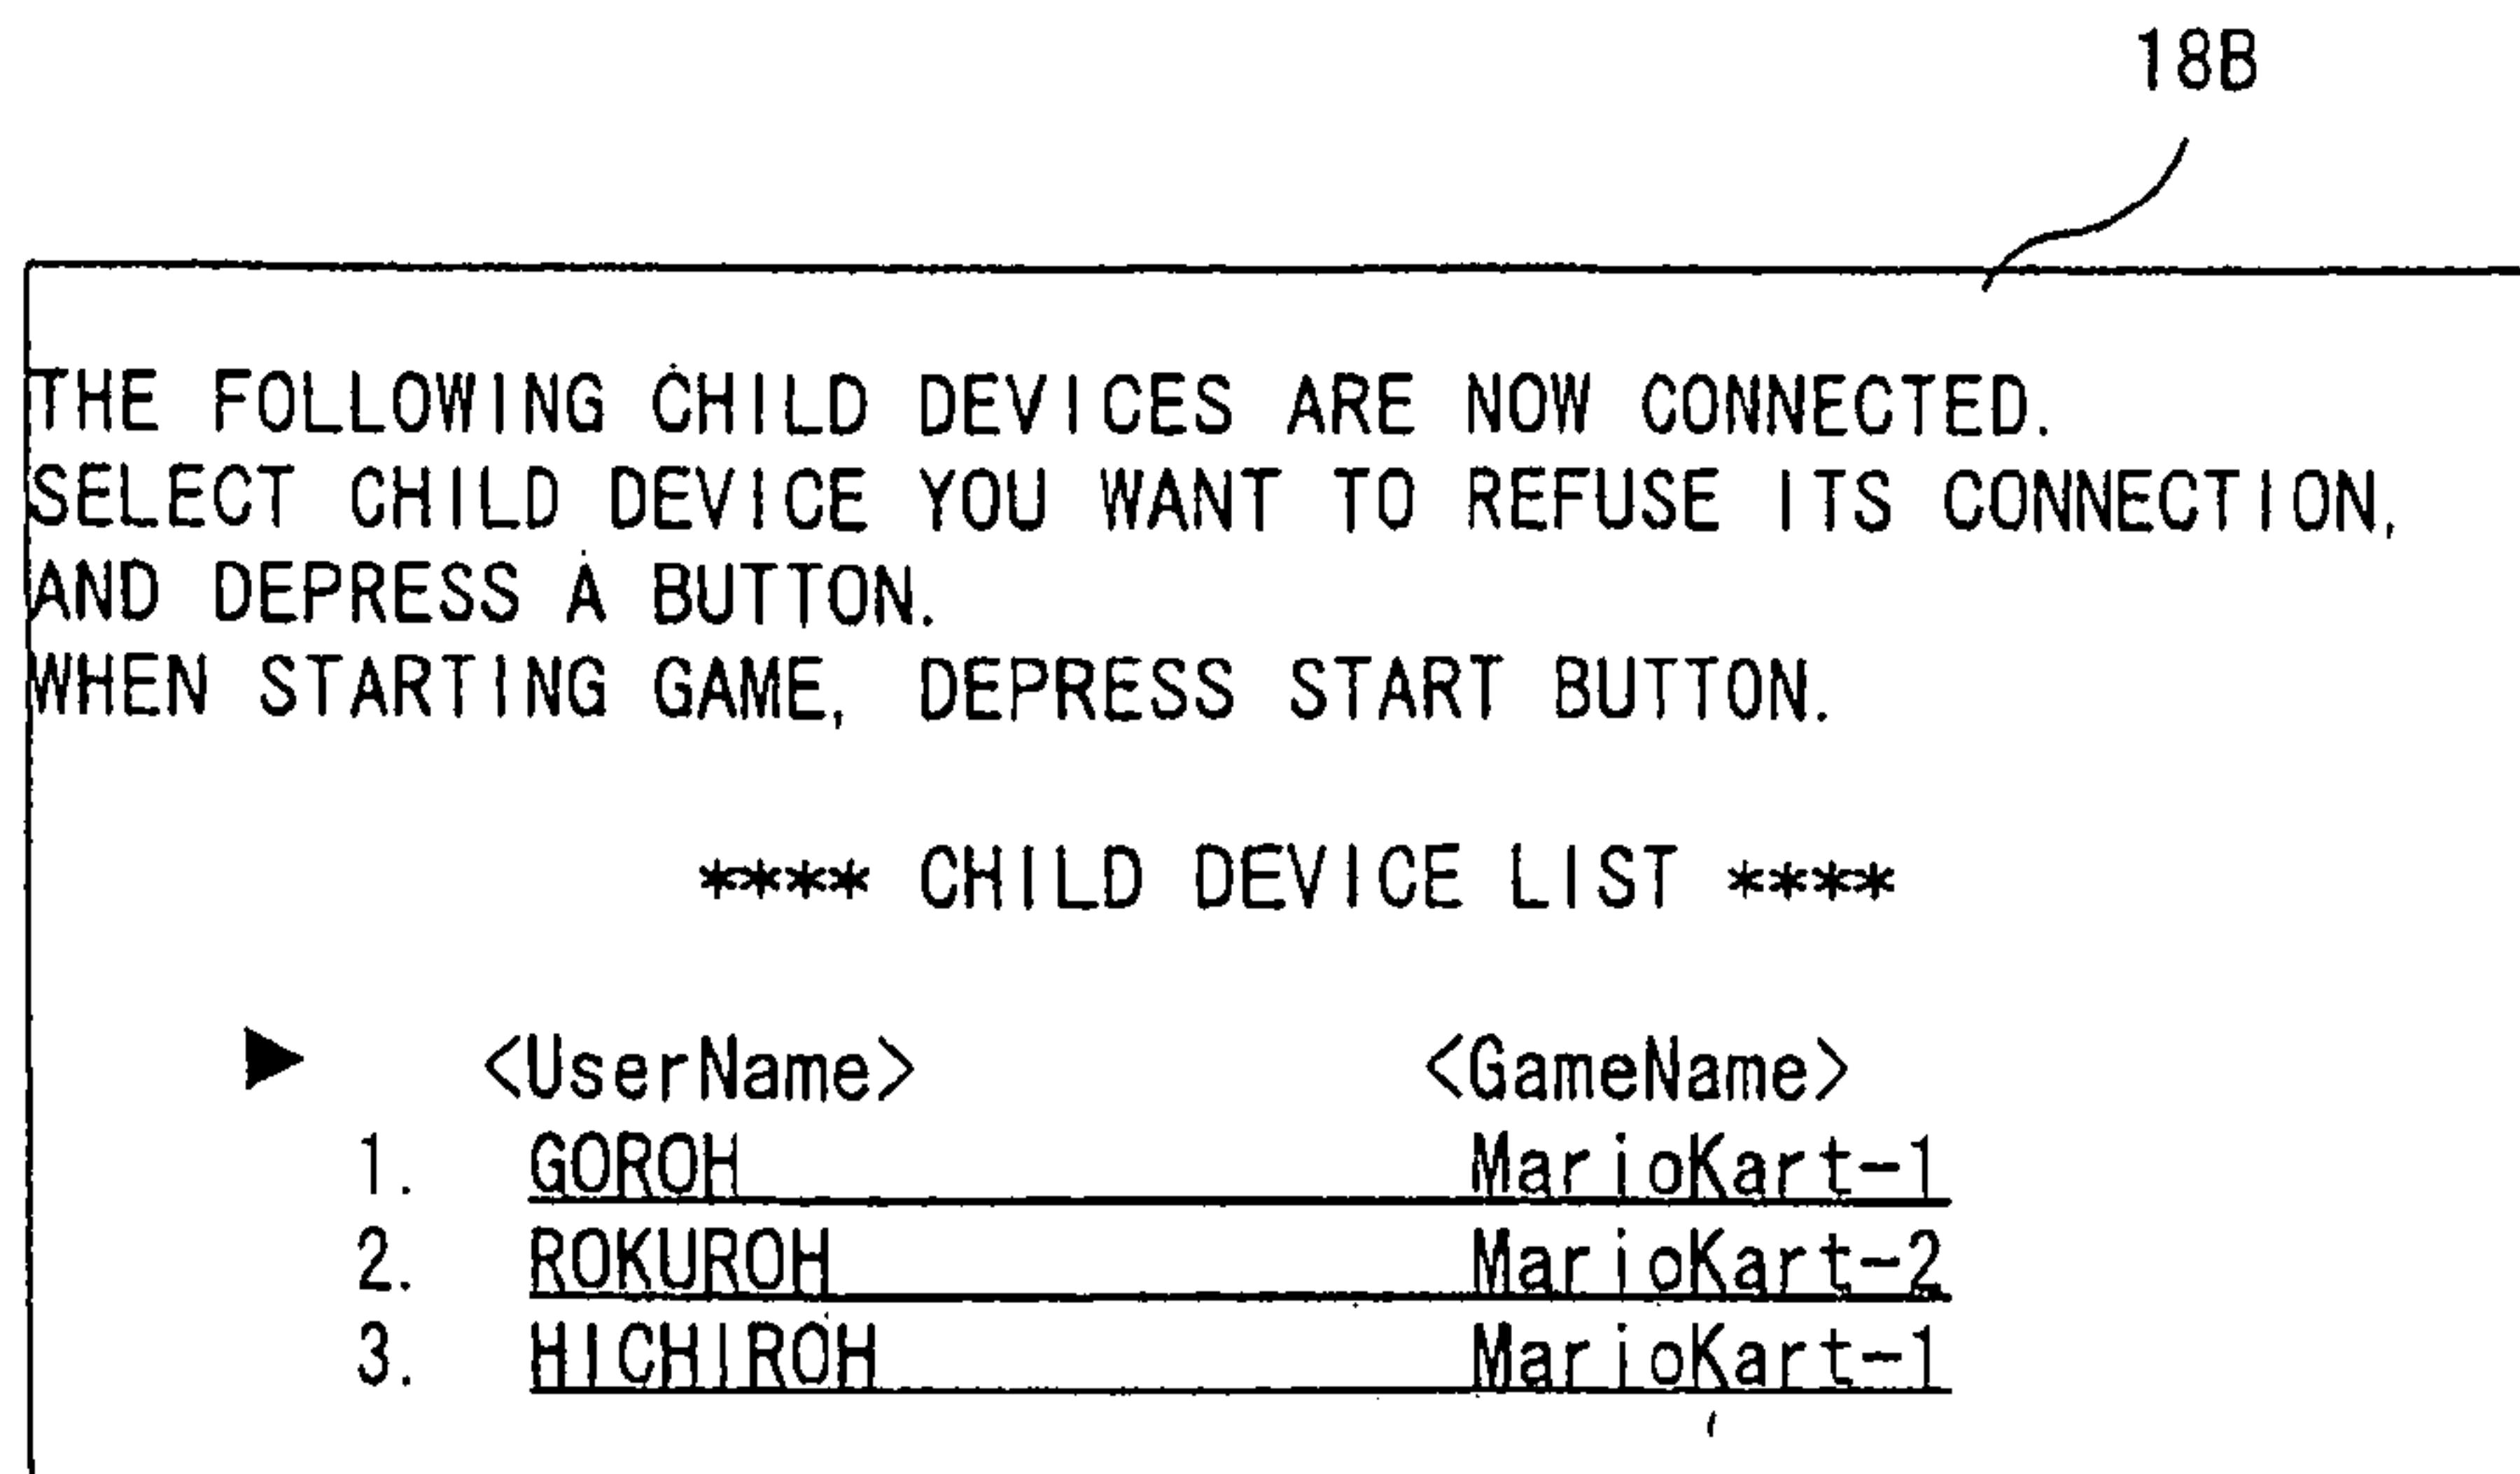 18B
THE FOLLOWING CHILD DEVICES ARE NOW CONNECTED.
SELECT CHILD DEVICE YOU WANT TO REFUSE ITS CONNECTION,
AND DEPRESS A BUTTON.
WHEN STARTING GAME, DEPRESS START BUTTON.
**** CHILD DEVICE LIST ****
▶ <UserName> <GameName>
1. GOROH MarioKart-1
2. ROKUROH MarioKart-2
3. HICHIROH MarioKart-1